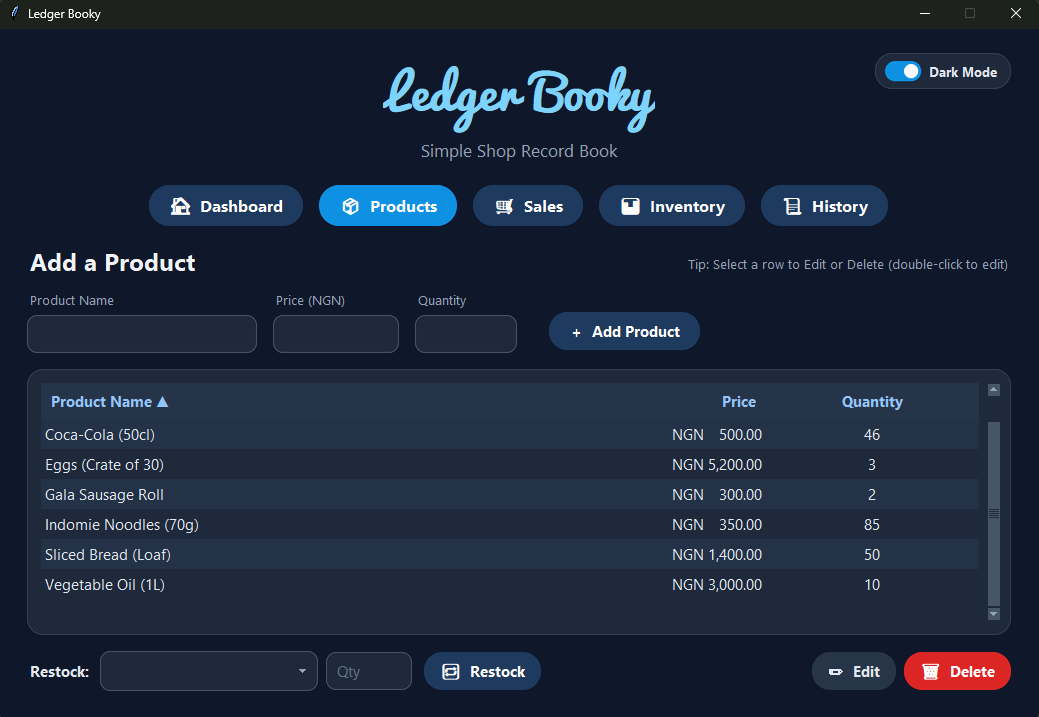 Ledger Booky
Ledger Booky
Dark Mode
Simple Shop Record Book
Dashboard
Products
Sales
Inventory
History
Add a Product
Tip: Select a row to Edit or Delete (double-click to edit)
Product Name
Price (NGN)
Quantity
+ Add Product
Product Name ▲ Price Quantity
Coca-Cola (50cl) NGN 500.00 46
Eggs (Crate of 30) NGN 5,200.00 3
Gala Sausage Roll NGN 300.00 2
Indomie Noodles (70g) NGN 350.00 85
Sliced Bread (Loaf) NGN 1,400.00 50
Vegetable Oil (1L) NGN 3,000.00 10
Restock:
Qty
Restock
Edit
Delete